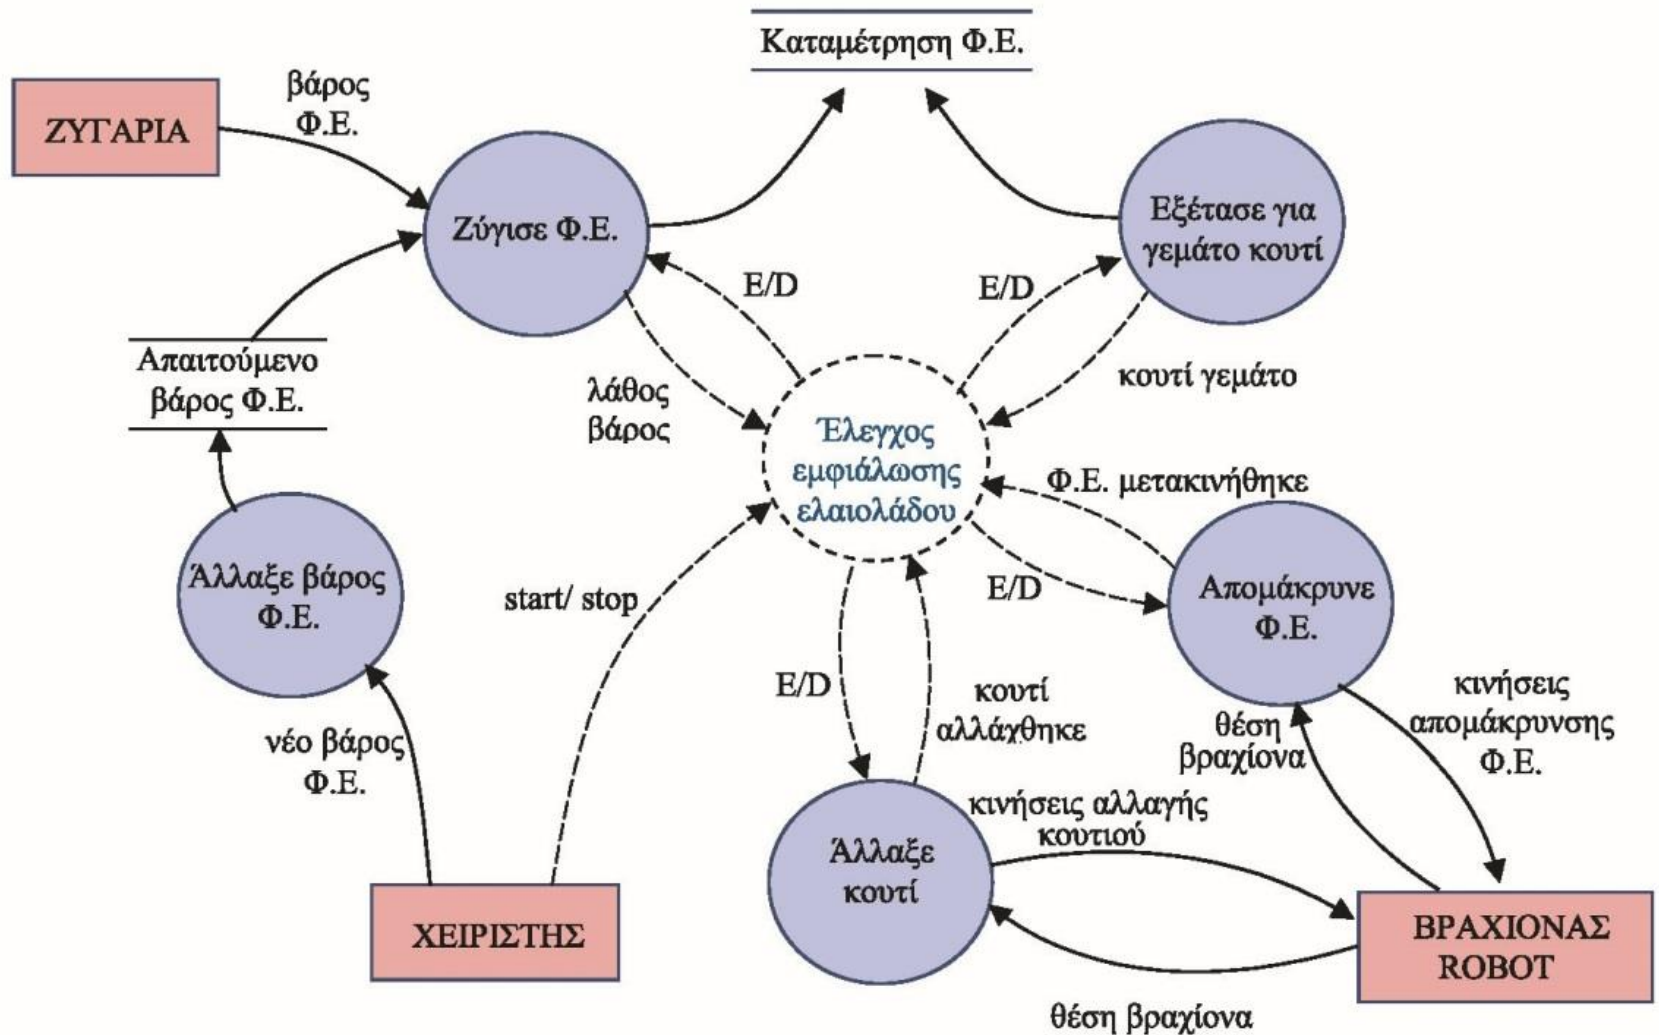 Καταμέτρηση Φ.Ε.
ΖΥΓΑΡΙΑ
βάρος
Φ.Ε.
Ζύγισε Φ.Ε.
Εξέτασε για
γεμάτο κουτί
E/D
E/D
Απαιτούμενο
βάρος Φ.Ε.
λάθος
βάρος
κουτί γεμάτο
Έλεγχος
εμφιάλωσης
ελαιολάδου
Φ.Ε. μετακινήθηκε
Άλλαξε βάρος
Φ.Ε.
start/ stop
E/D
Απομάκρυνε
Φ.Ε.
E/D
κουτί
αλλάχθηκε
θέση
βραχίονα
κινήσεις
απομάκρυνσης
Φ.Ε.
νέο βάρος
Φ.Ε.
κινήσεις αλλαγής
κουτιού
Άλλαξε
κουτί
ΧΕΙΡΙΣΤΗΣ
ΒΡΑΧΙΟΝΑΣ
ROBOT
θέση βραχίονα